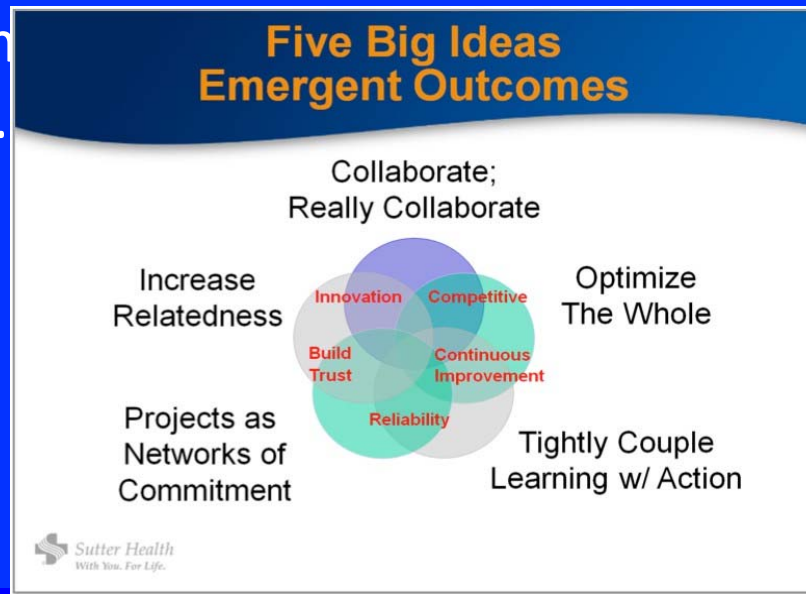 Five Big Ideas
Emergent Outcomes
Collaborate;
Really Collaborate
Increase
Relatedness
Innovation
Competitive
Optimize
The Whole
Build
Trust
Continuous
Improvement
Projects as
Networks of
Commitment
Reliability
Tightly Couple
Learning w/ Action
Sutter Health
With You. For Life.